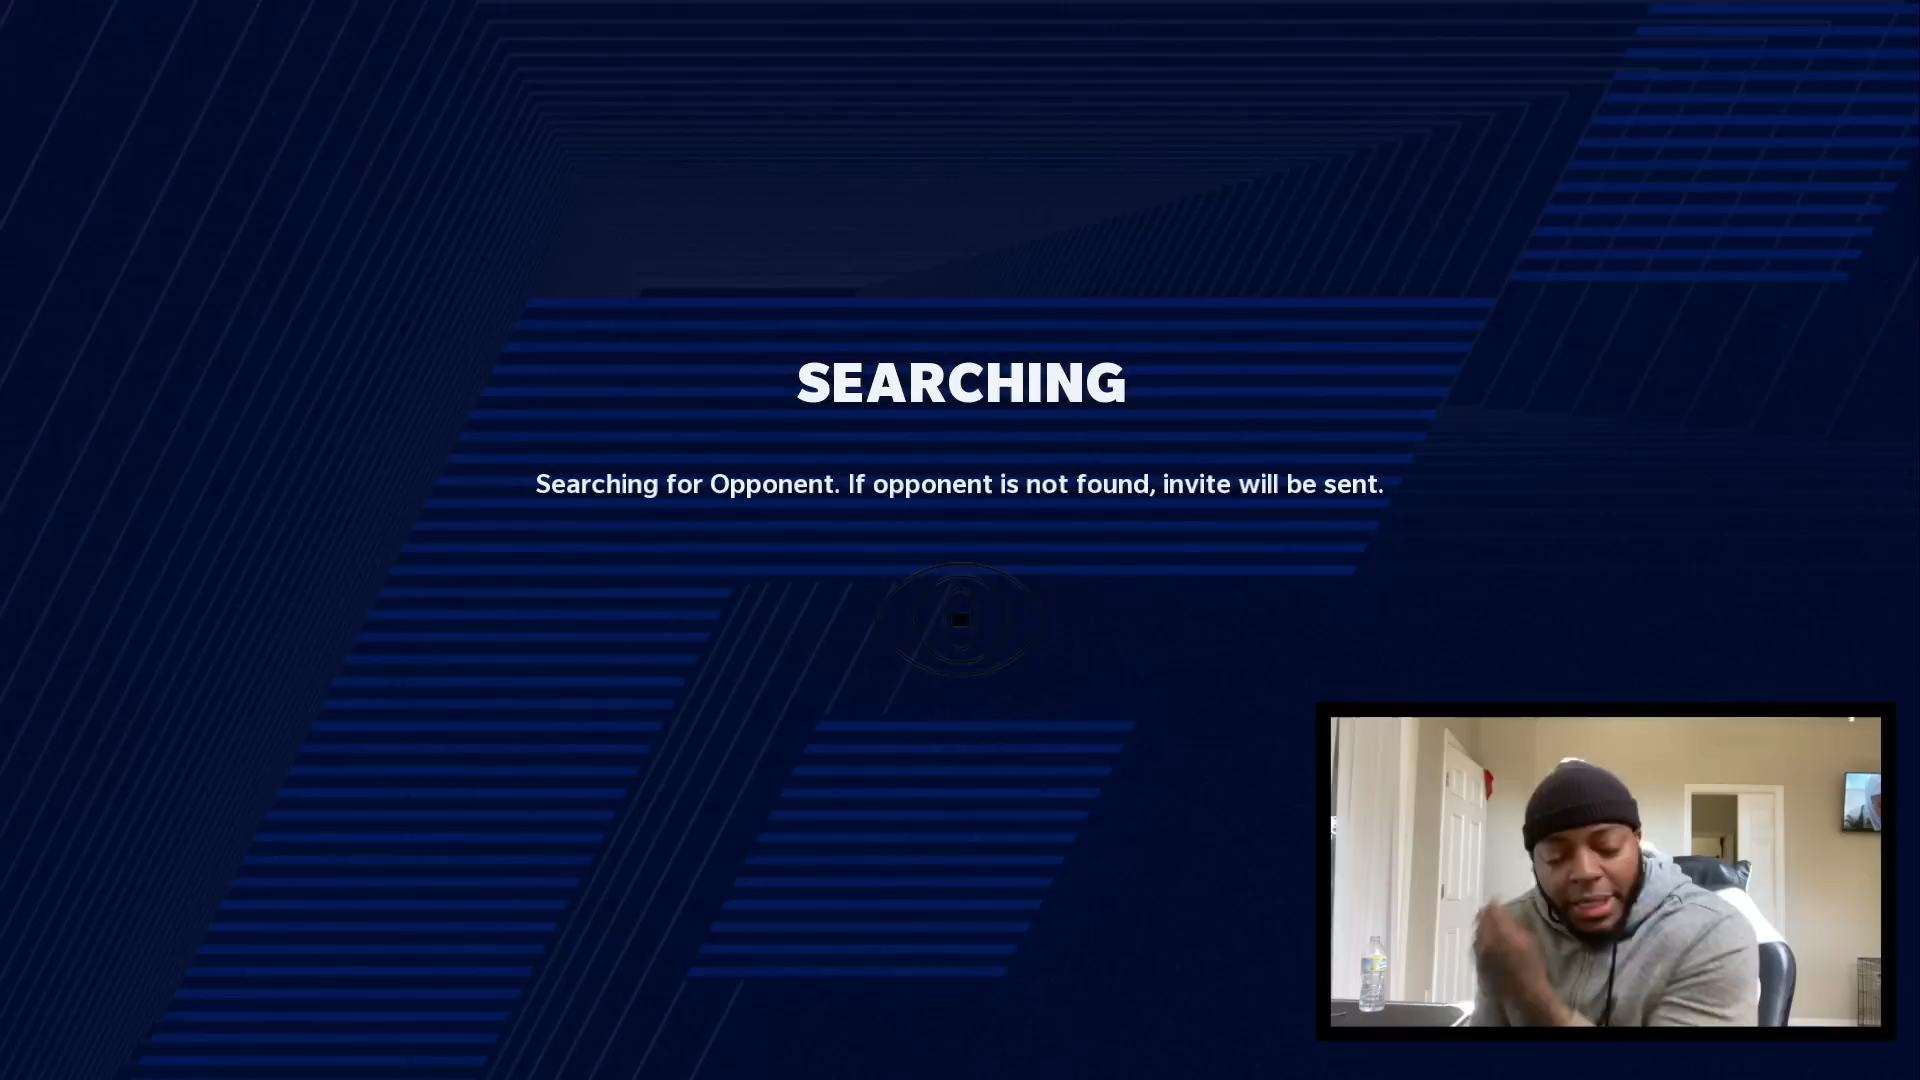 SEARCHING
Searching for Opponent. If opponent is not found, invite will be sent.